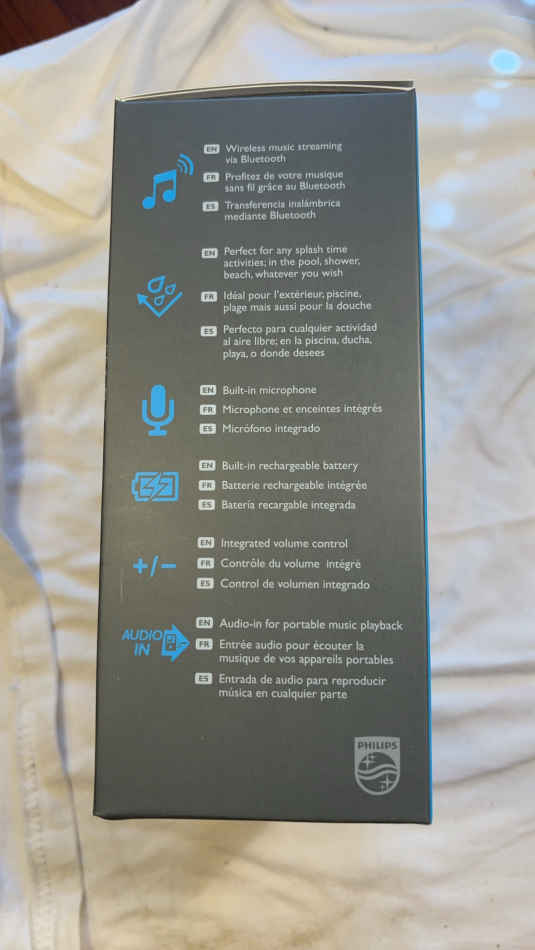 EN Wireless music streaming
via Bluetooth
FR Profitez de votre musique
sans fil grâce au Bluetooth
ES Transferencia inalámbrica
mediante Bluetooth
EN Perfect for any splash time
activities; in the pool, shower,
beach, whatever you wish
FR Idéal pour l'extérieur, piscine,
plage mais aussi pour la douche
ES Perfecto para cualquier actividad
al aire libre; en la piscina, ducha,
playa, o donde desees
EN Built-in microphone
FR Microphone et enceintes intégrés
ES Micrófono integrado
EN Built-in rechargeable battery
FR Batterie rechargeable intégrée
ES Batería recargable integrada
+/−
EN Integrated volume control
FR Contrôle du volume intégré
ES Control de volumen integrado
AUDIO
IN
EN Audio-in for portable music playback
FR Entrée audio pour écouter la
musique de vos appareils portables
ES Entrada de audio para reproducir
música en cualquier parte
PHILIPS